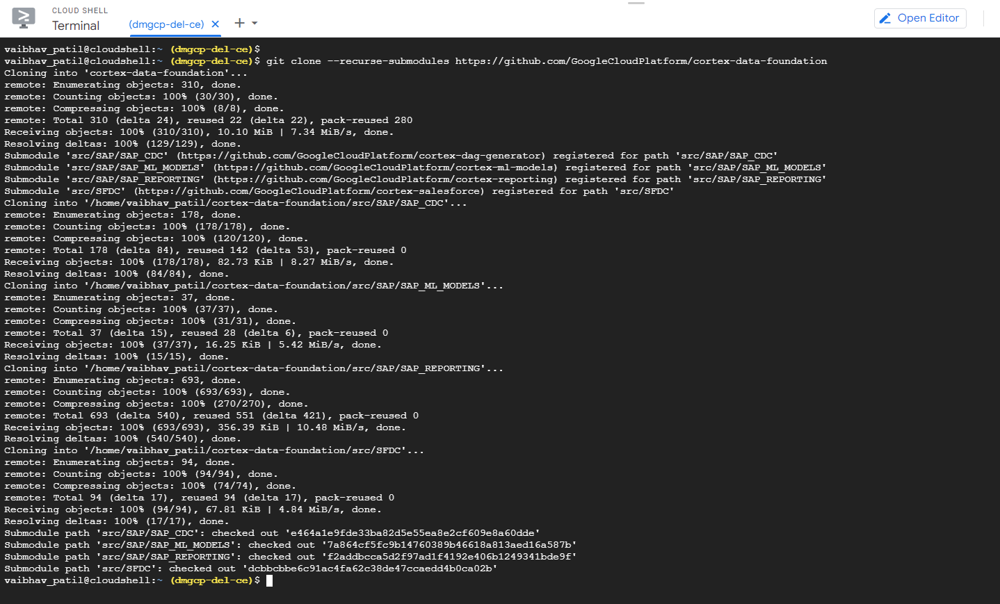 CLOUD SHELL
Terminal
(dmgcp-del-ce)
Open Editor
vaibhav_patil@cloudshell:~ (dmgcp-del-ce)$
vaibhav_patil@cloudshell:~ (dmgcp-del-ce)$ git clone --recurse-submodules https://github.com/GoogleCloudPlatform/cortex-data-foundation
Cloning into 'cortex-data-foundation'...
remote: Enumerating objects: 310, done.
remote: Counting objects: 100% (30/30), done.
remote: Compressing objects: 100% (8/8), done.
remote: Total 310 (delta 24), reused 22 (delta 22), pack-reused 280
Receiving objects: 100% (310/310), 10.10 MiB | 7.34 MiB/s, done.
Resolving deltas: 100% (129/129), done.
Submodule 'src/SAP/SAP_CDC' (https://github.com/GoogleCloudPlatform/cortex-dag-generator) registered for path 'src/SAP/SAP_CDC'
Submodule 'src/SAP/SAP_ML_MODELS' (https://github.com/GoogleCloudPlatform/cortex-ml-models) registered for path 'src/SAP/SAP_ML_MODELS'
Submodule 'src/SAP/SAP_REPORTING' (https://github.com/GoogleCloudPlatform/cortex-reporting) registered for path 'src/SAP/SAP_REPORTING'
Submodule 'src/SFDC' (https://github.com/GoogleCloudPlatform/cortex-salesforce) registered for path 'src/SFDC'
Cloning into '/home/vaibhav_patil/cortex-data-foundation/src/SAP/SAP_CDC'...
remote: Enumerating objects: 178, done.
remote: Counting objects: 100% (178/178), done.
remote: Compressing objects: 100% (120/120), done.
remote: Total 178 (delta 84), reused 142 (delta 53), pack-reused 0
Receiving objects: 100% (178/178), 82.73 KiB | 8.27 MiB/s, done.
Resolving deltas: 100% (84/84), done.
Cloning into '/home/vaibhav_patil/cortex-data-foundation/src/SAP/SAP_ML_MODELS'...
remote: Enumerating objects: 37, done.
remote: Counting objects: 100% (37/37), done.
remote: Compressing objects: 100% (31/31), done.
remote: Total 37 (delta 15), reused 28 (delta 6), pack-reused 0
Receiving objects: 100% (37/37), 16.25 KiB | 5.42 MiB/s, done.
Resolving deltas: 100% (15/15), done.
Cloning into '/home/vaibhav_patil/cortex-data-foundation/src/SAP/SAP_REPORTING'...
remote: Enumerating objects: 693, done.
remote: Counting objects: 100% (693/693), done.
remote: Compressing objects: 100% (270/270), done.
remote: Total 693 (delta 540), reused 551 (delta 421), pack-reused 0
Receiving objects: 100% (693/693), 356.39 KiB | 10.48 MiB/s, done.
Resolving deltas: 100% (540/540), done.
Cloning into '/home/vaibhav_patil/cortex-data-foundation/src/SFDC'...
remote: Enumerating objects: 94, done.
remote: Counting objects: 100% (94/94), done.
remote: Compressing objects: 100% (74/74), done.
remote: Total 94 (delta 17), reused 94 (delta 17), pack-reused 0
Receiving objects: 100% (94/94), 67.81 KiB | 4.84 MiB/s, done.
Resolving deltas: 100% (17/17), done.
Submodule path 'src/SAP/SAP_CDC': checked out 'e464a1e9fde33ba82d5e55ea8e2cf609e8a60dde'
Submodule path 'src/SAP/SAP_ML_MODELS': checked out '7a864cf5fc9b14760389b46618a813aed16a587b'
Submodule path 'src/SAP/SAP_REPORTING': checked out 'f2addbcca5d2f97ad1f4192e406b1249341bde9f'
Submodule path 'src/SFDC': checked out 'dcbbcbbe6c91ac4fa62c38de47ccaedd4b0ca02b'
vaibhav_patil@cloudshell:~ (dmgcp-del-ce)$